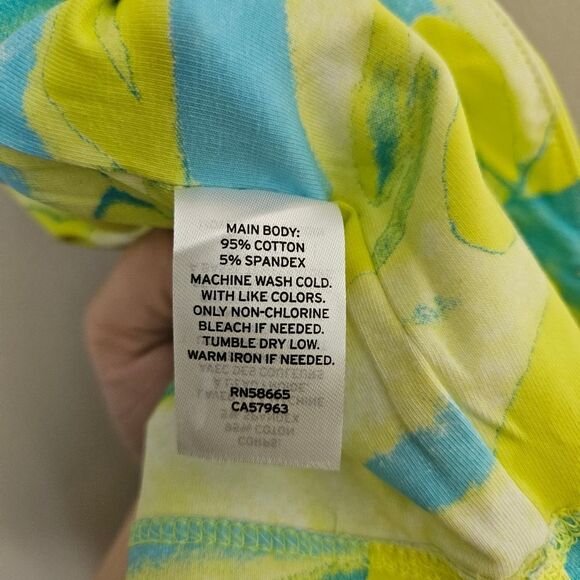 MAIN BODY:
95% COTTON
5% SPANDEX
MACHINE WASH COLD.
WITH LIKE COLORS.
ONLY NON-CHLORINE
BLEACH IF NEEDED.
TUMBLE DRY LOW.
WARM IRON IF NEEDED.
RN58665
CA57963